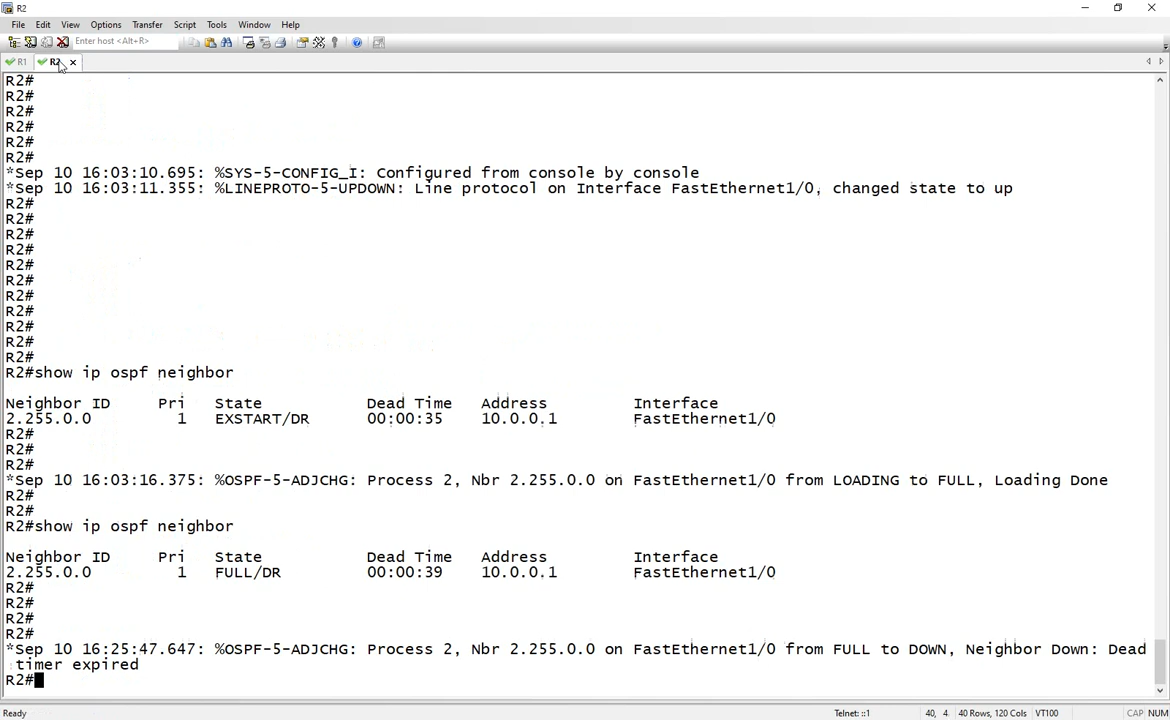 R2
File Edit View Options Transfer Script Tools Window Help
Enter host <Alt+R>
R1 R2
R2#
R2#
R2#
R2#
R2#
R2#
*Sep 10 16:03:10.695: %SYS-5-CONFIG_I: Configured from console by console
*Sep 10 16:03:11.355: %LINEPROTO-5-UPDOWN: Line protocol on Interface FastEthernet1/0, changed state to up
R2#
R2#
R2#
R2#
R2#
R2#
R2#
R2#
R2#
R2#
R2#
R2#show ip ospf neighbor
Neighbor ID Pri State Dead Time Address Interface
2.255.0.0 1 EXSTART/DR 00:00:35 10.0.0.1 FastEthernet1/0
R2#
R2#
R2#
*Sep 10 16:03:16.375: %OSPF-5-ADJCHG: Process 2, Nbr 2.255.0.0 on FastEthernet1/0 from LOADING to FULL, Loading Done
R2#
R2#
R2#show ip ospf neighbor
Neighbor ID Pri State Dead Time Address Interface
2.255.0.0 1 FULL/DR 00:00:39 10.0.0.1 FastEthernet1/0
R2#
R2#
R2#
R2#
*Sep 10 16:25:47.647: %OSPF-5-ADJCHG: Process 2, Nbr 2.255.0.0 on FastEthernet1/0 from FULL to DOWN, Neighbor Down: Dead
timer expired
R2#
Ready Telnet: ::1 40, 4 40 Rows, 120 Cols VT100 CAP NUM